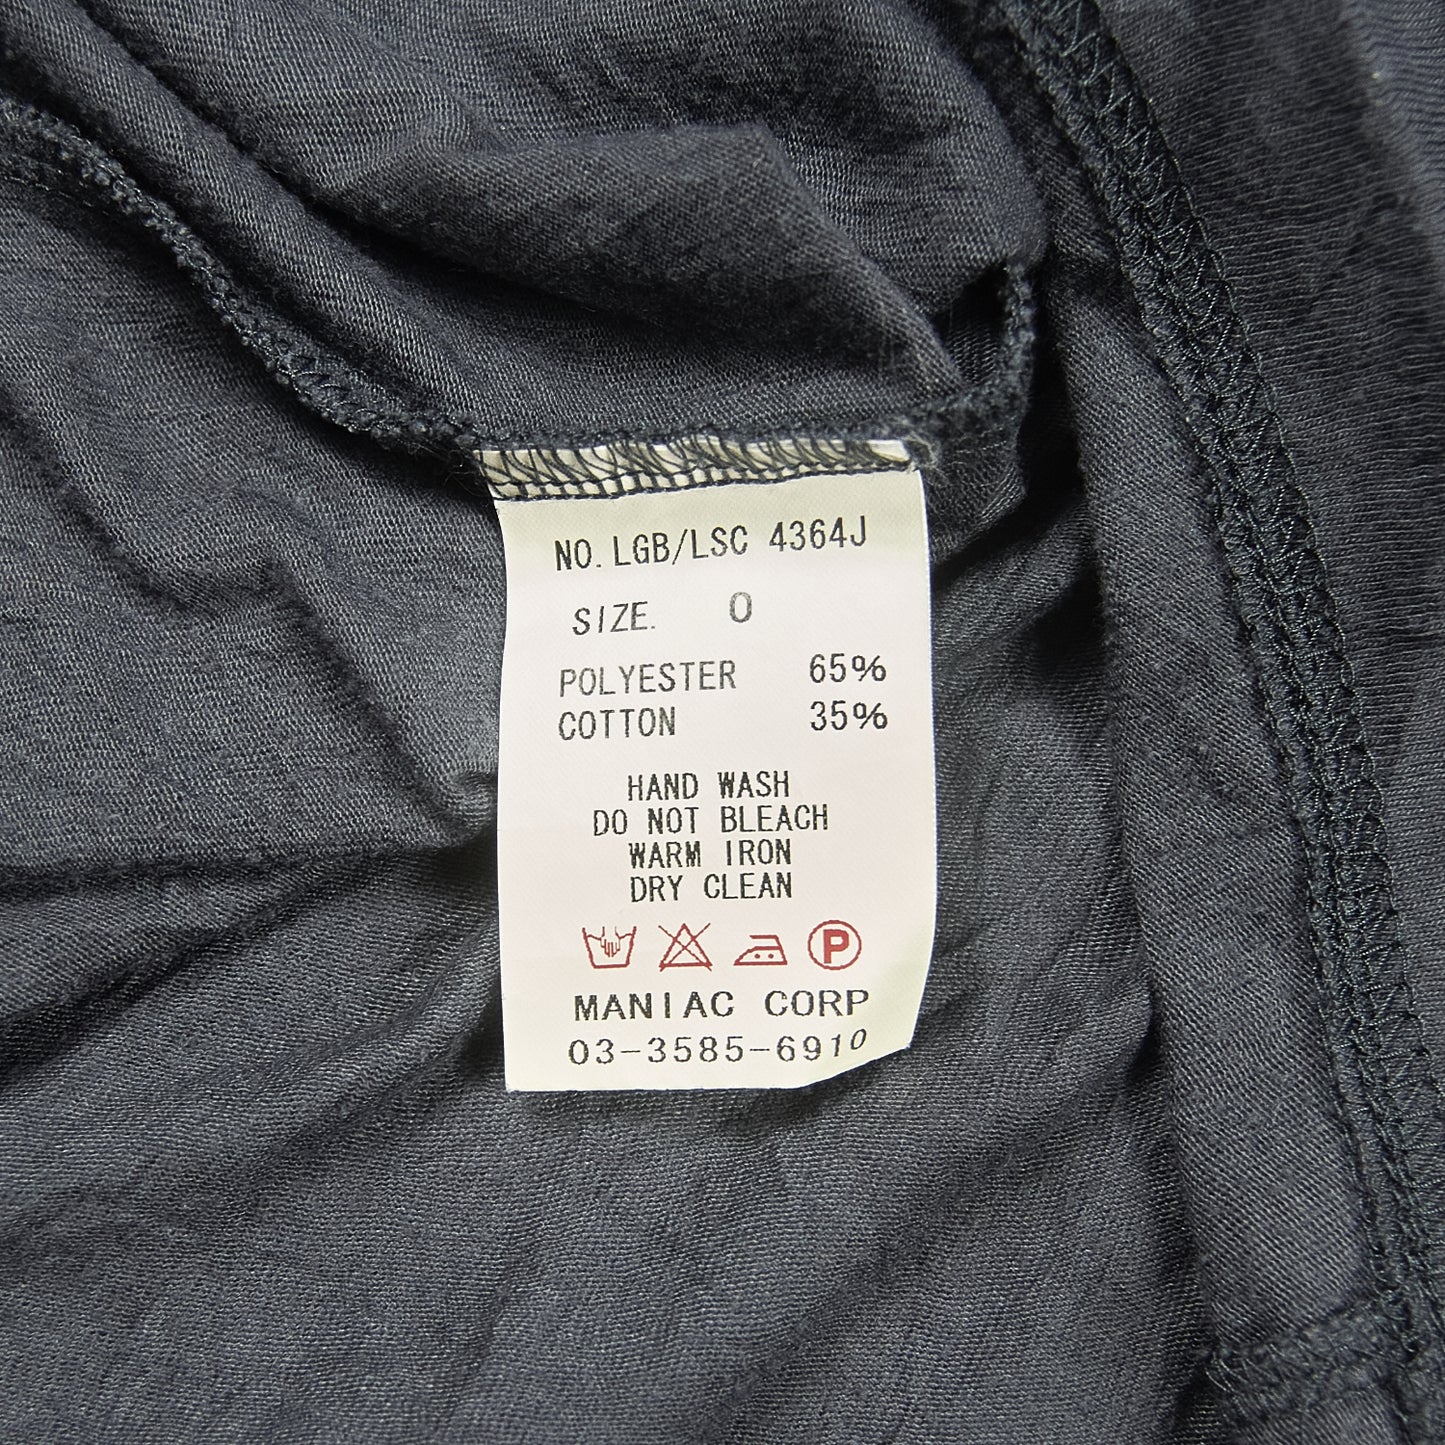 NO. LGB/LSC 4364J
SIZE. 0
POLYESTER 65%
COTTON 35%
HAND WASH
DO NOT BLEACH
WARM IRON
DRY CLEAN
P
MANIAC CORP
03-3585-6910